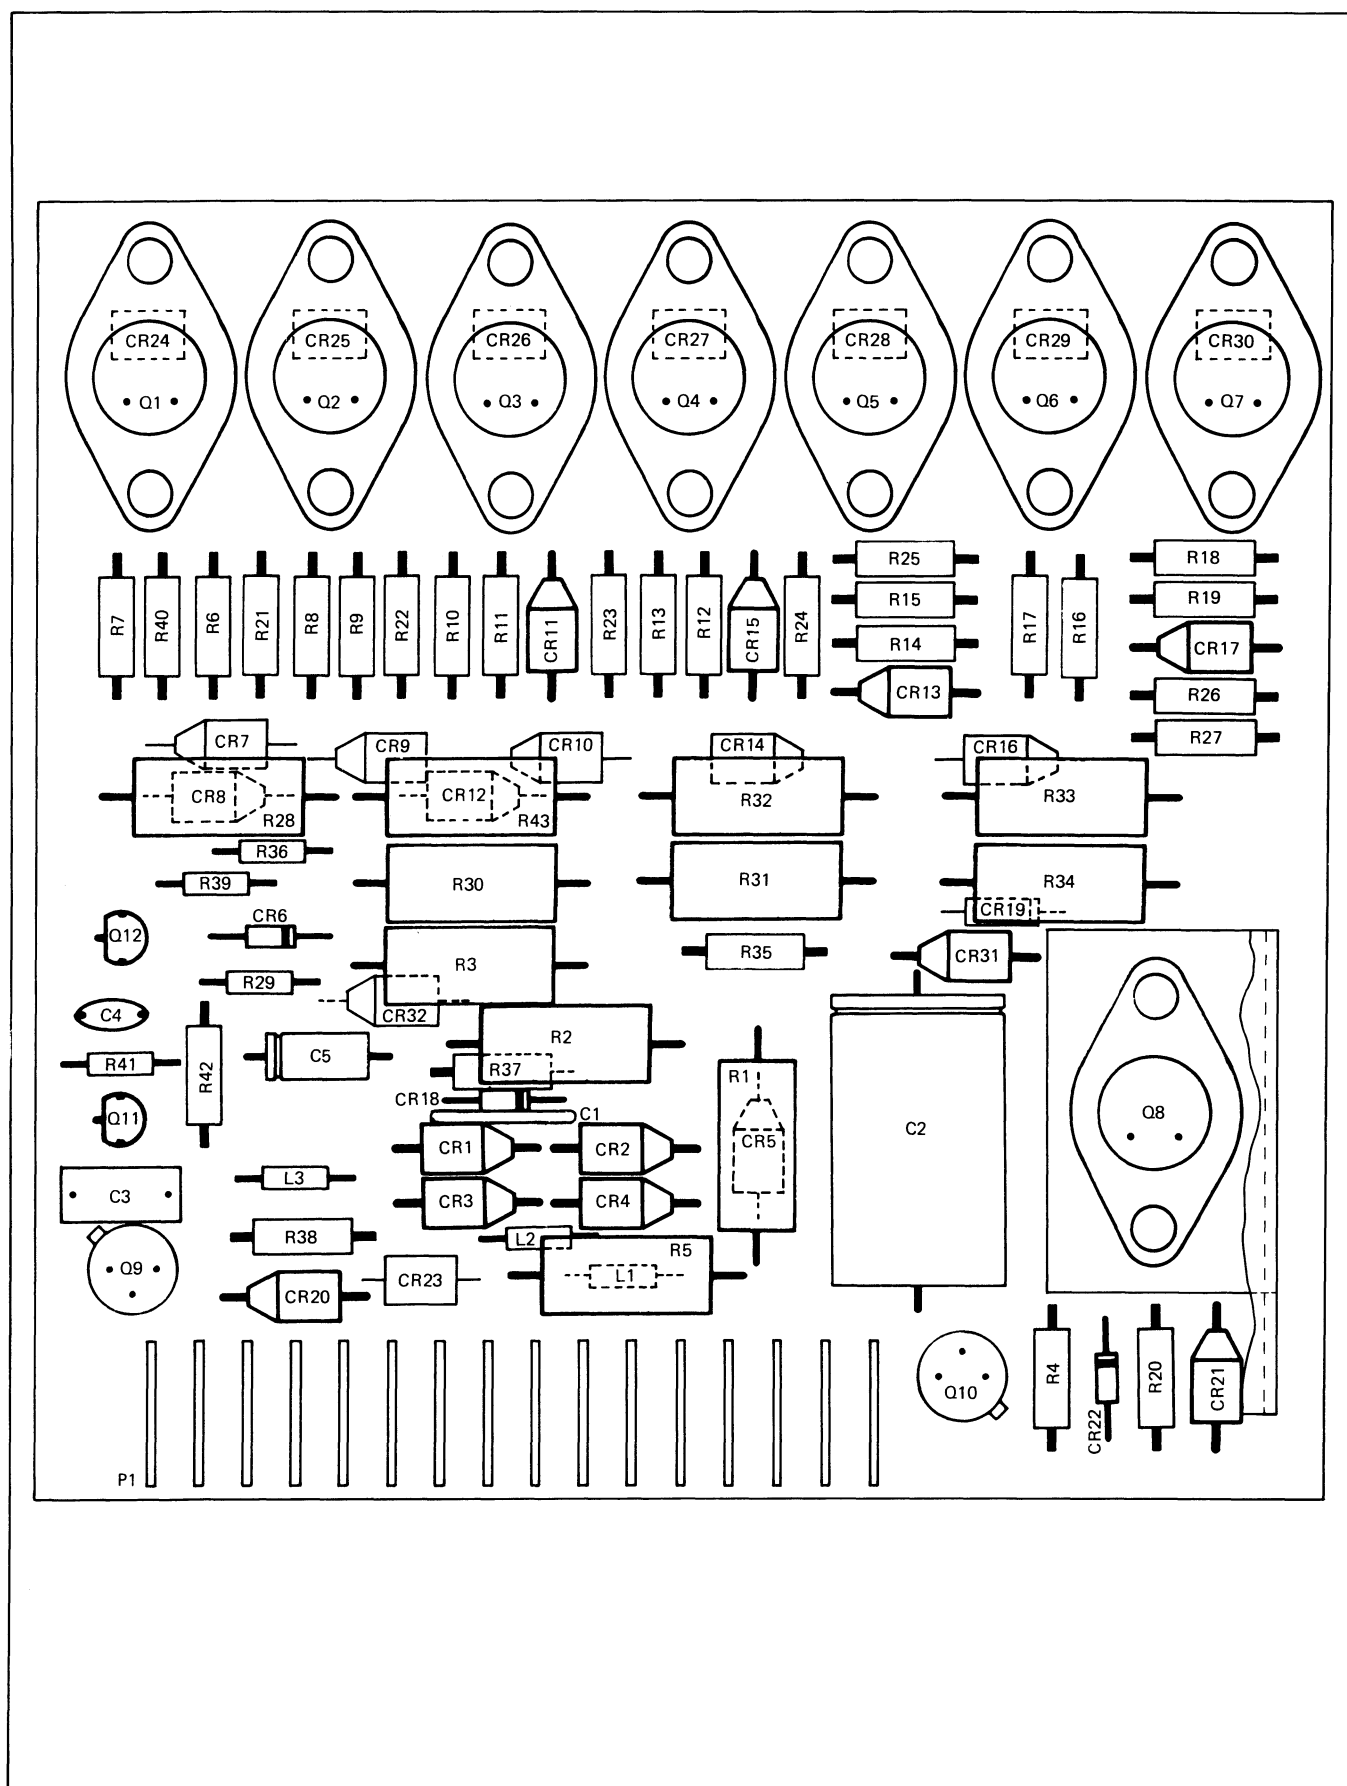 CR24 CR25 CR26 CR27 CR28 CR29 CR30
Q1 Q2 Q3 Q4 Q5 Q6 Q7
R7 R40 R6 R21 R8 R9 R22 R10 R11 CR11 R23 R13 R12 CR15 R24 R25 R17 R16 R18
R15 R19
R14 CR17
CR13 R26
R27
CR7 CR9 CR10 CR14 CR16
CR8 CR12 R32 R33
R28 R43
R36
R39 R30 R31 R34
CR19
CR6
Q12 R35 CR31
R3
R29
C4 CR32
R42 C5 R2
R41 R37 R1
CR18
Q11 C1 C2 Q8
CR1 CR2 CR5
L3
C3 CR3 CR4
R38 L2 R5
Q9 CR23 L1
CR20
Q10 R4 CR22 R20 CR21
P1